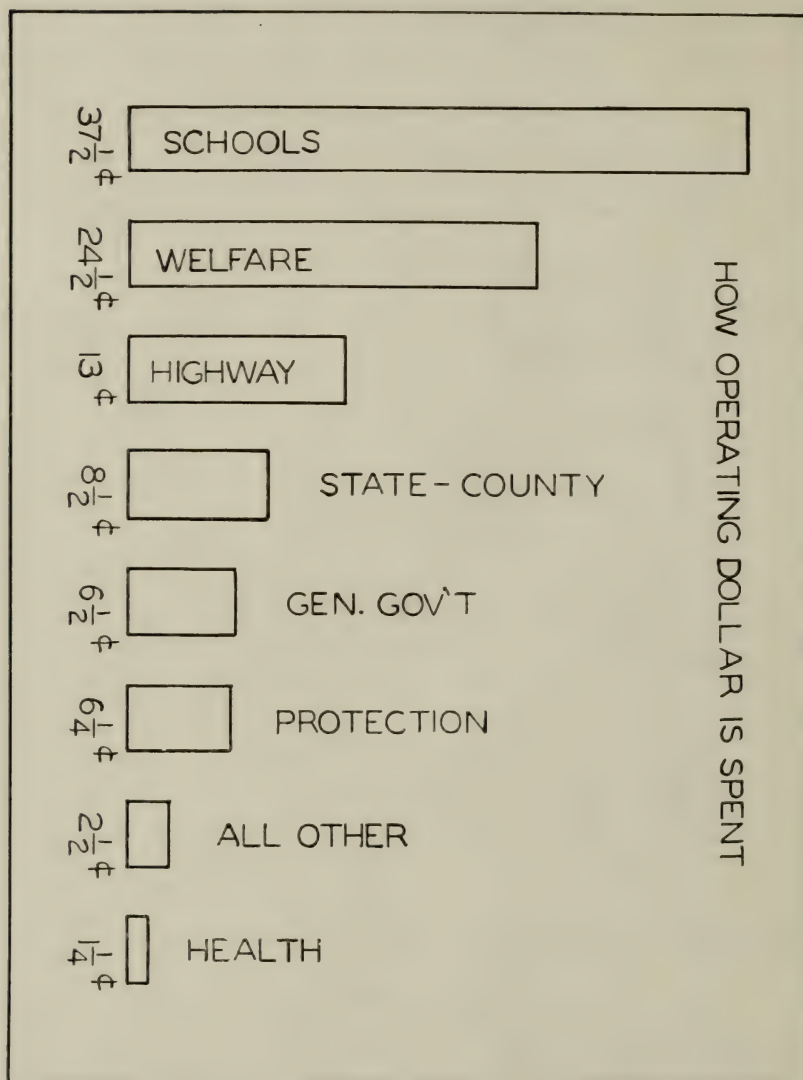 HOW OPERATING DOLLAR IS SPENT
37½¢ SCHOOLS
24½¢ WELFARE
13¢ HIGHWAY
8½¢ STATE-COUNTY
6½¢ GEN. GOV'T
6¼¢ PROTECTION
2½¢ ALL OTHER
1¼¢ HEALTH